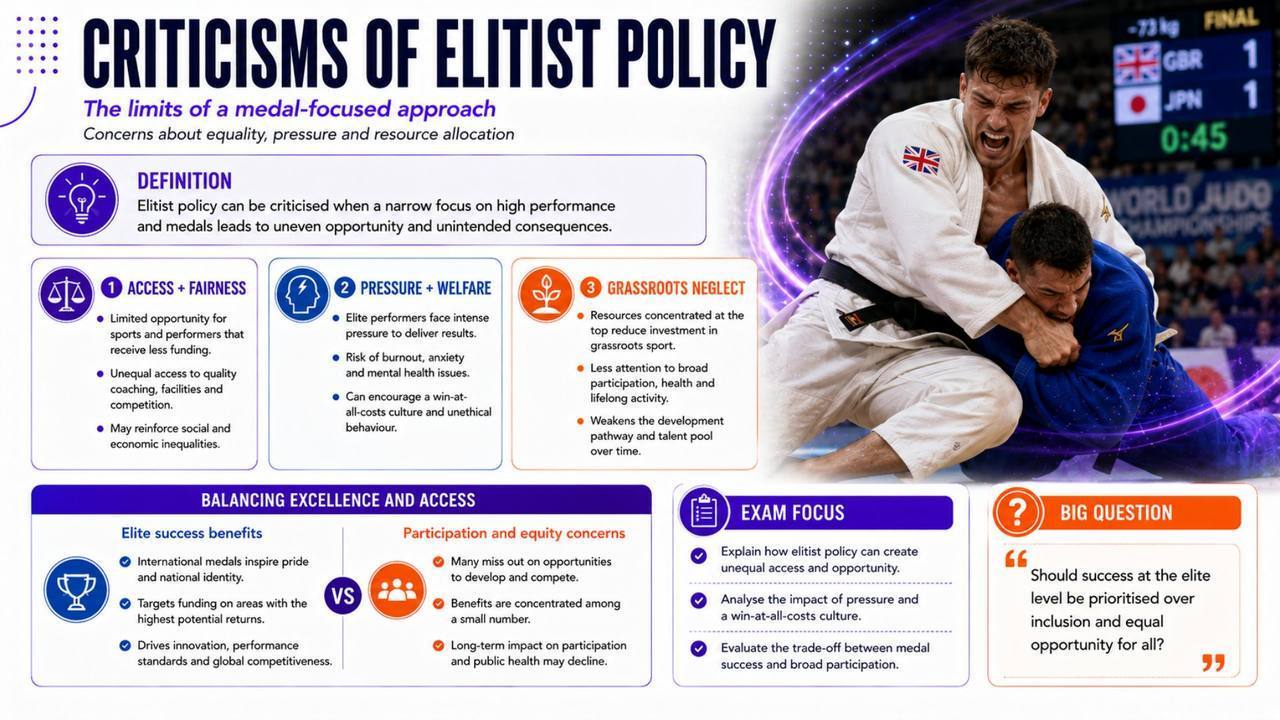 CRITICISMS OF ELITIST POLICY
The limits of a medal-focused approach
Concerns about equality, pressure and resource allocation
DEFINITION
Elitist policy can be criticised when a narrow focus on high performance
and medals leads to uneven opportunity and unintended consequences.
1 ACCESS + FAIRNESS
Limited opportunity for
sports and performers that
receive less funding.
Unequal access to quality
coaching, facilities and
competition.
May reinforce social and
economic inequalities.
2 PRESSURE + WELFARE
Elite performers face intense
pressure to deliver results.
Risk of burnout, anxiety
and mental health issues.
Can encourage a win-at-
all-costs culture and unethical
behaviour.
3 GRASSROOTS NEGLECT
Resources concentrated at the
top reduce investment in
grassroots sport.
Less attention to broad
participation, health and
lifelong activity.
Weakens the development
pathway and talent pool
over time.
-73 kg FINAL
GBR 1
JPN 1
0:45
WORLD JUDO
CHAMPIONSHIPS
BALANCING EXCELLENCE AND ACCESS
Elite success benefits
International medals inspire pride
and national identity.
Targets funding on areas with the
highest potential returns.
Drives innovation, performance
standards and global competitiveness.
VS
Participation and equity concerns
Many miss out on opportunities
to develop and compete.
Benefits are concentrated among
a small number.
Long-term impact on participation
and public health may decline.
EXAM FOCUS
Explain how elitist policy can create
unequal access and opportunity.
Analyse the impact of pressure and
a win-at-all-costs culture.
Evaluate the trade-off between medal
success and broad participation.
? BIG QUESTION
“ Should success at the elite
level be prioritised over
inclusion and equal
opportunity for all? ”